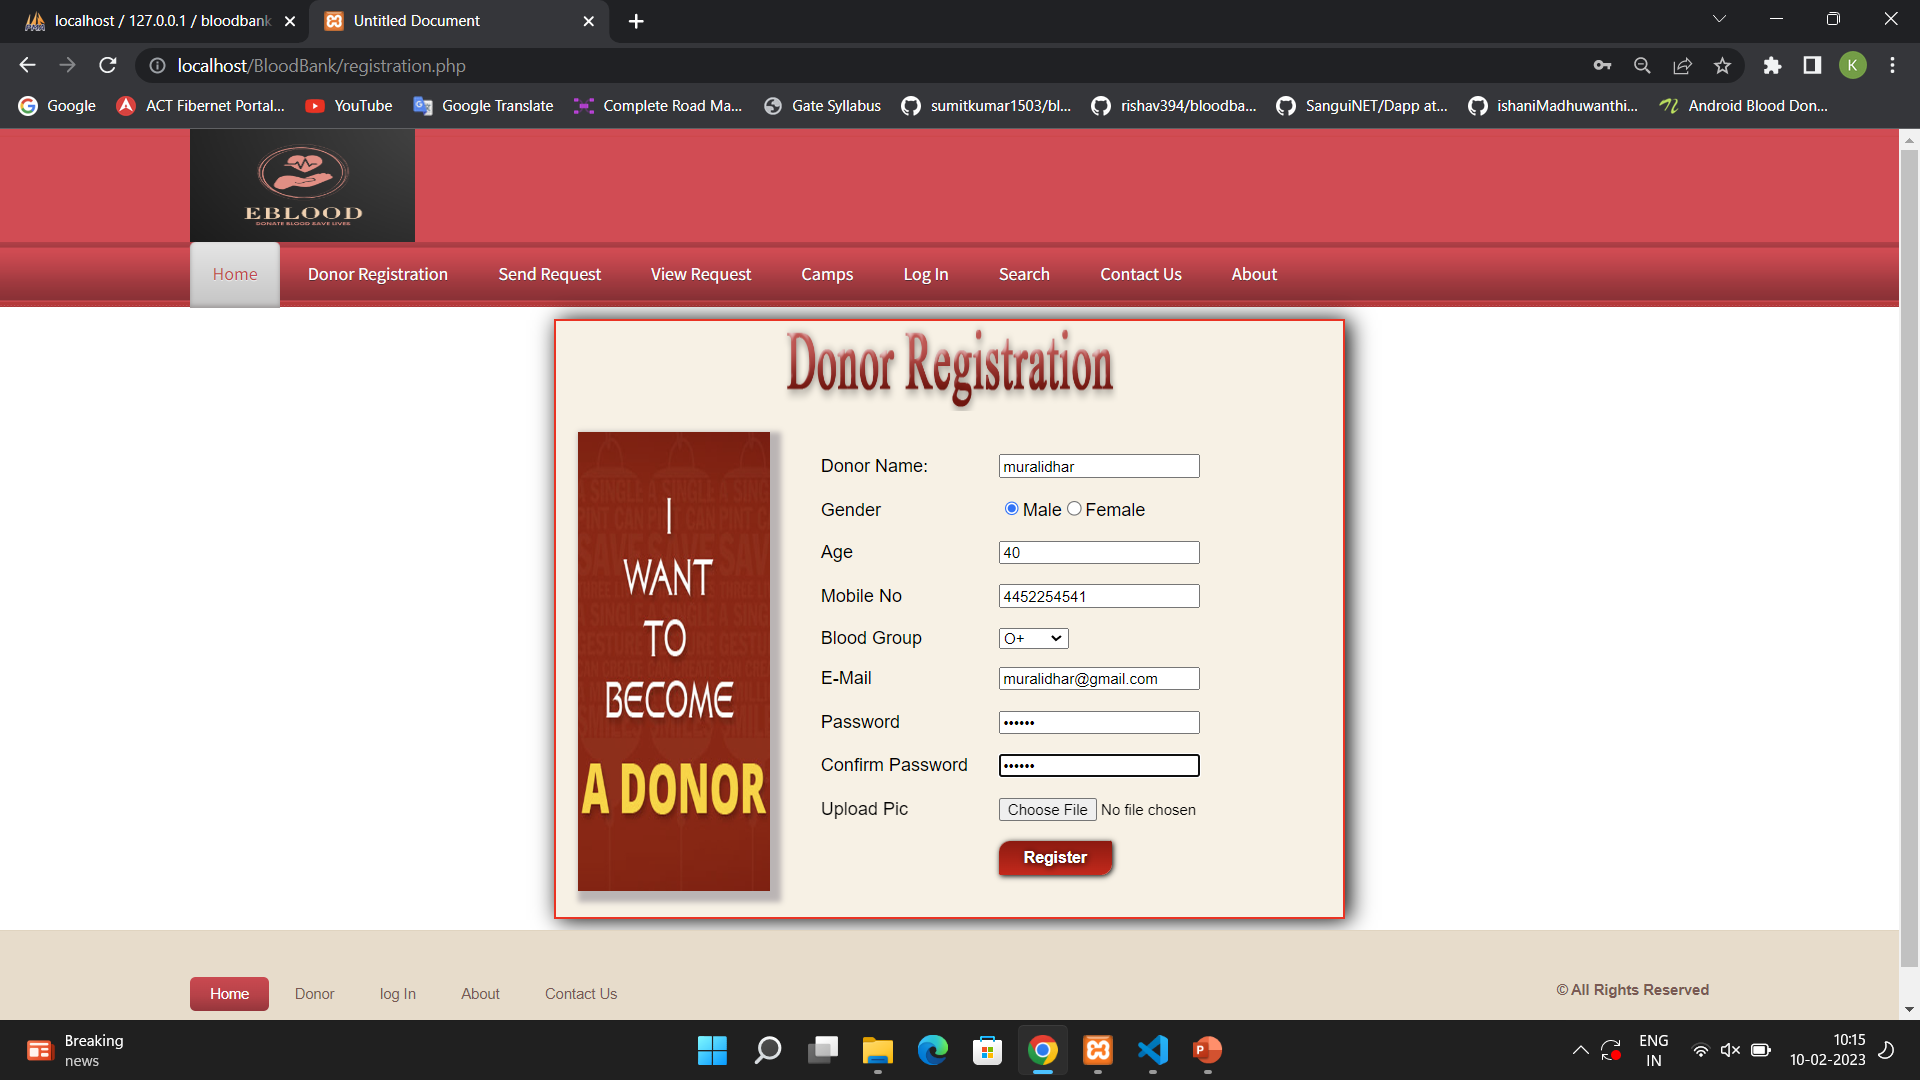 localhost / 127.0.0.1 / bloodbank
Untitled Document
localhost/BloodBank/registration.php
K
Google
ACT Fibernet Portal...
YouTube
Google Translate
Complete Road Ma...
Gate Syllabus
sumitkumar1503/bl...
rishav394/bloodba...
SanguiNET/Dapp at...
ishaniMadhuwanthi...
Android Blood Don...
EBLOOD
DONATE BLOOD SAVE LIVES
Home
Donor Registration
Send Request
View Request
Camps
Log In
Search
Contact Us
About
Donor Registration
I
WANT
TO
BECOME
A DONOR
Donor Name: muralidhar
Gender Male Female
Age 40
Mobile No 4452254541
Blood Group O+
E-Mail muralidhar@gmail.com
Password ••••••
Confirm Password ••••••
Upload Pic Choose File No file chosen
Register
Home
Donor
log In
About
Contact Us
© All Rights Reserved
Breaking
news
ENG
IN
10:15
10-02-2023